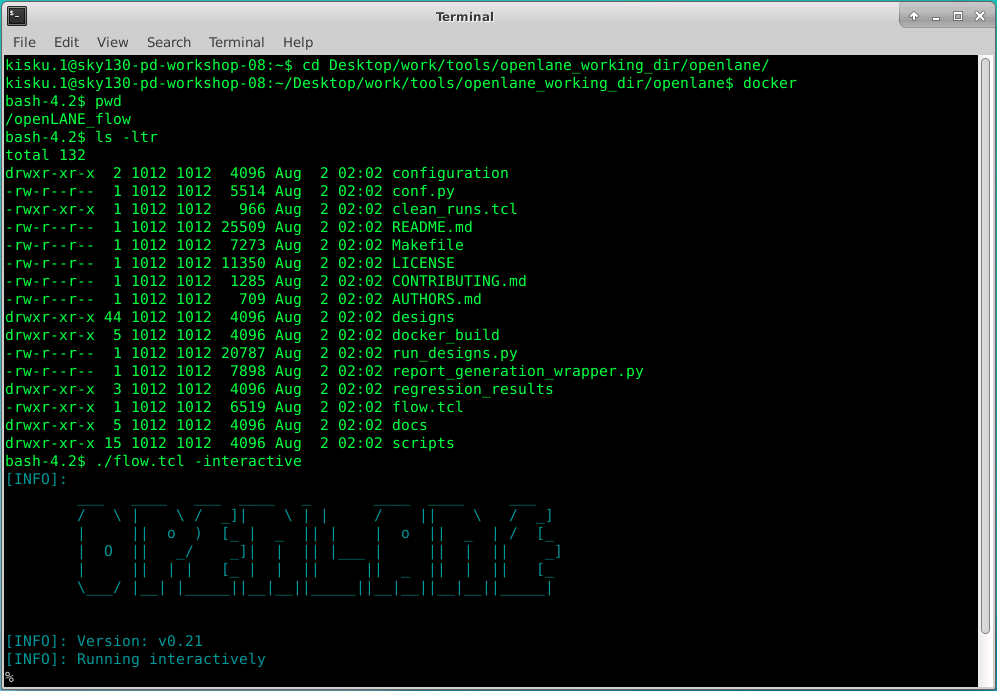 Terminal
File Edit View Search Terminal Help
kisku.1@sky130-pd-workshop-08:~$ cd Desktop/work/tools/openlane_working_dir/openlane/
kisku.1@sky130-pd-workshop-08:~/Desktop/work/tools/openlane_working_dir/openlane$ docker
bash-4.2$ pwd
/openLANE_flow
bash-4.2$ ls -ltr
total 132
drwxr-xr-x  2 1012 1012  4096 Aug  2 02:02 configuration
-rw-r--r--  1 1012 1012  5514 Aug  2 02:02 conf.py
-rwxr-xr-x  1 1012 1012   966 Aug  2 02:02 clean_runs.tcl
-rw-r--r--  1 1012 1012 25509 Aug  2 02:02 README.md
-rw-r--r--  1 1012 1012  7273 Aug  2 02:02 Makefile
-rw-r--r--  1 1012 1012 11350 Aug  2 02:02 LICENSE
-rw-r--r--  1 1012 1012  1285 Aug  2 02:02 CONTRIBUTING.md
-rw-r--r--  1 1012 1012   709 Aug  2 02:02 AUTHORS.md
drwxr-xr-x 44 1012 1012  4096 Aug  2 02:02 designs
drwxr-xr-x  5 1012 1012  4096 Aug  2 02:02 docker_build
-rw-r--r--  1 1012 1012 20787 Aug  2 02:02 run_designs.py
-rw-r--r--  1 1012 1012  7898 Aug  2 02:02 report_generation_wrapper.py
drwxr-xr-x  3 1012 1012  4096 Aug  2 02:02 regression_results
-rwxr-xr-x  1 1012 1012  6519 Aug  2 02:02 flow.tcl
drwxr-xr-x  5 1012 1012  4096 Aug  2 02:02 docs
drwxr-xr-x 15 1012 1012  4096 Aug  2 02:02 scripts
bash-4.2$ ./flow.tcl -interactive
[INFO]:
OPENLANE
[INFO]: Version: v0.21
[INFO]: Running interactively
%